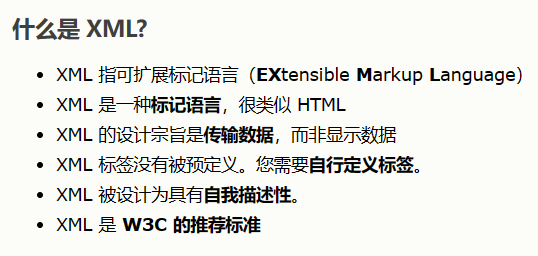 什么是 XML?
XML 指可扩展标记语言（EXtensible Markup Language）
XML 是一种标记语言，很类似 HTML
XML 的设计宗旨是传输数据，而非显示数据
XML 标签没有被预定义。您需要自行定义标签。
XML 被设计为具有自我描述性。
XML 是 W3C 的推荐标准